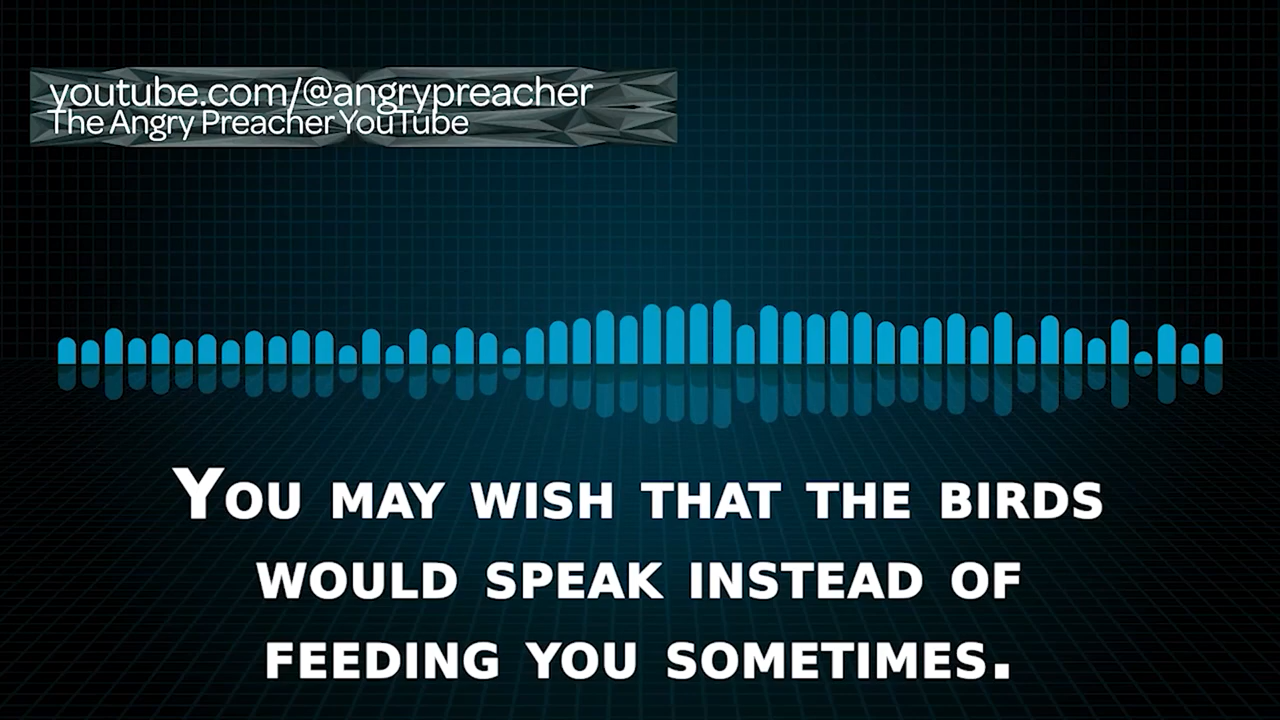 youtube.com/@angrypreacher
The Angry Preacher YouTube
You may wish that the birds
would speak instead of
feeding you sometimes.